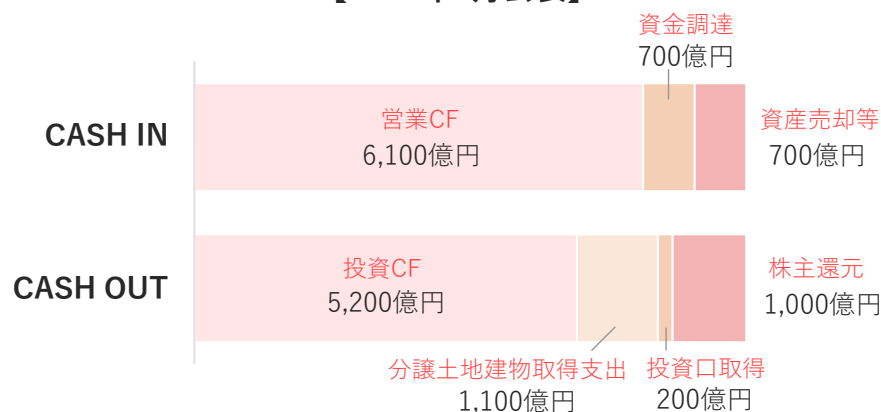 資金調達
700億円
CASH IN
営業CF
6,100億円
資産売却等
700億円
CASH OUT
投資CF
5,200億円
株主還元
1,000億円
分譲土地建物取得支出
1,100億円
投資口取得
200億円